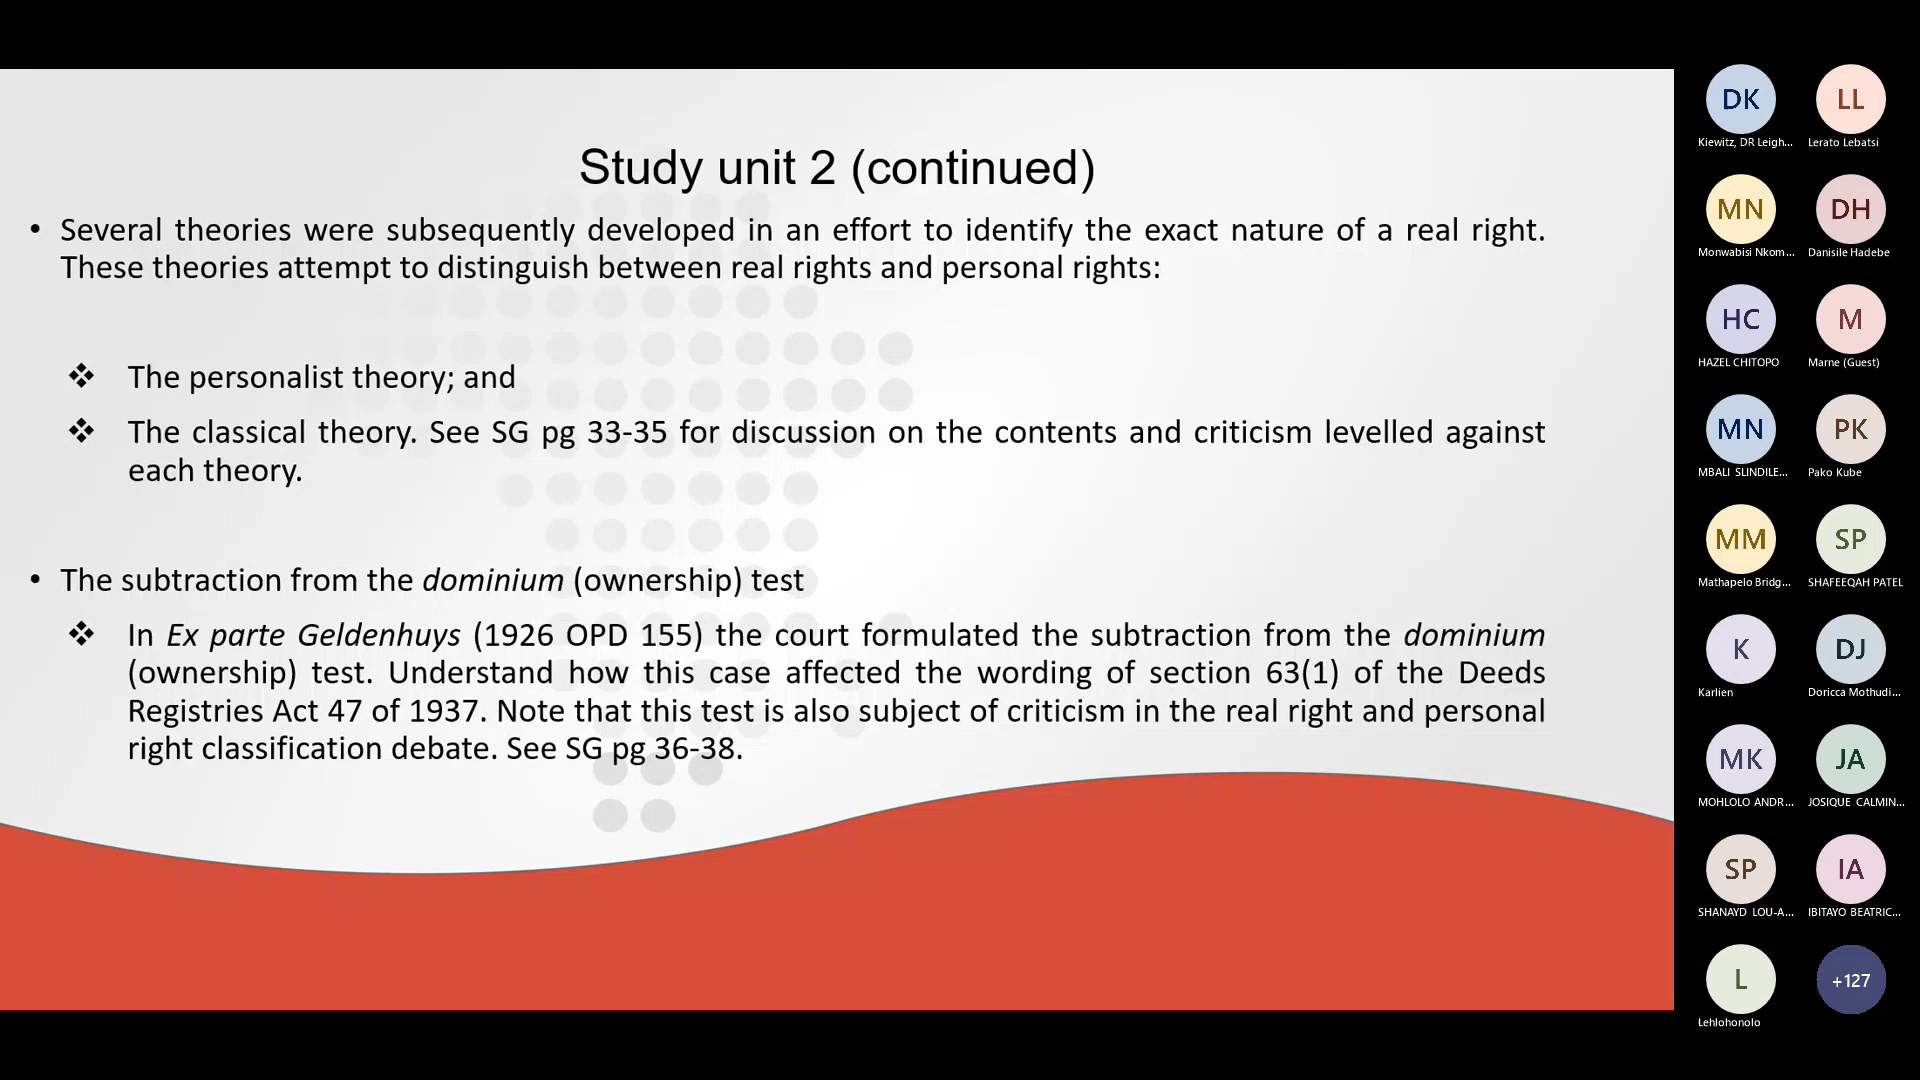 Study unit 2 (continued)
• Several theories were subsequently developed in an effort to identify the exact nature of a real right.
These theories attempt to distinguish between real rights and personal rights:
❖ The personalist theory; and
❖ The classical theory. See SG pg 33-35 for discussion on the contents and criticism levelled against
each theory.
• The subtraction from the dominium (ownership) test
❖ In Ex parte Geldenhuys (1926 OPD 155) the court formulated the subtraction from the dominium
(ownership) test. Understand how this case affected the wording of section 63(1) of the Deeds
Registries Act 47 of 1937. Note that this test is also subject of criticism in the real right and personal
right classification debate. See SG pg 36-38.
DK LL
Kiewitz, DR Leigh... Lerato Lebatsi
MN DH
Monwabisi Nkom... Danisile Hadebe
HC M
HAZEL CHITOPO Marne (Guest)
MN PK
MBALI SLINDILE... Pako Kube
MM SP
Mathapelo Bridg... SHAFEEQAH PATEL
K DJ
Karlien Doricca Mothudi...
MK JA
MOHLOLO ANDR... JOSIQUE CALMIN...
SP IA
SHANAYD LOU-A... IBITAYO BEATRIC...
L +127
Lehlohonolo